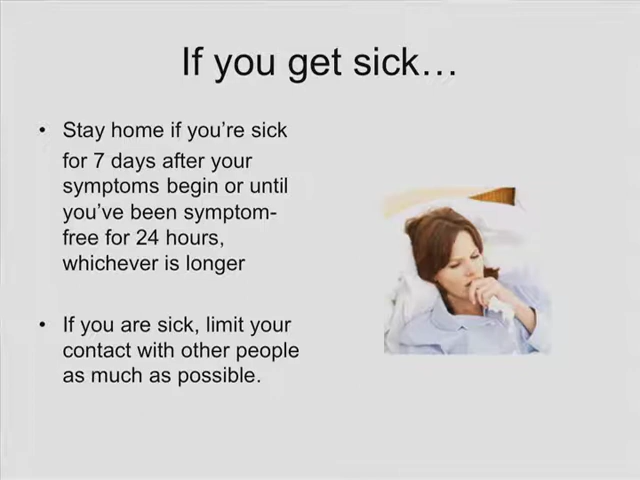 If you get sick…
• Stay home if you're sick
for 7 days after your
symptoms begin or until
you've been symptom-
free for 24 hours,
whichever is longer
• If you are sick, limit your
contact with other people
as much as possible.